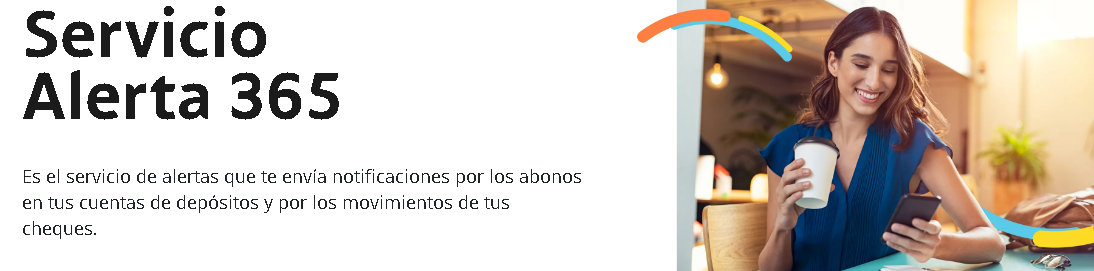 Servicio
Alerta 365
Es el servicio de alertas que te envía notificaciones por los abonos
en tus cuentas de depósitos y por los movimientos de tus
cheques.